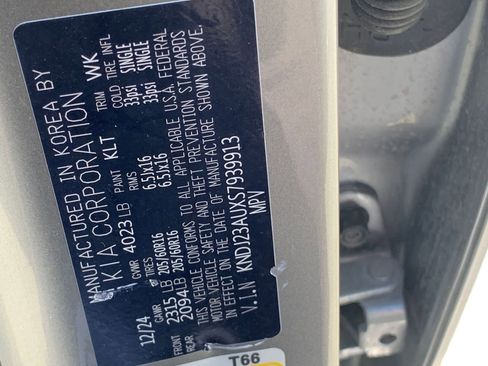 MANUFACTURED IN KOREA BY
KIA CORPORATION
GVWR 4023LB PAINT KLT TRIM WK
12/24 GAWR TIRES RIMS COLD TIRE INFL
FRONT 2315LB 205/60R16 6.5Jx16 33psi SINGLE
REAR 2094LB 205/60R16 6.5Jx16 33psi SINGLE
THIS VEHICLE CONFORMS TO ALL APPLICABLE U.S.A. FEDERAL
MOTOR VEHICLE SAFETY AND THEFT PREVENTION STANDARDS
IN EFFECT ON THE DATE OF MANUFACTURE SHOWN ABOVE.
V.I.N KNDJ23AUXS7939913
MPV
T66